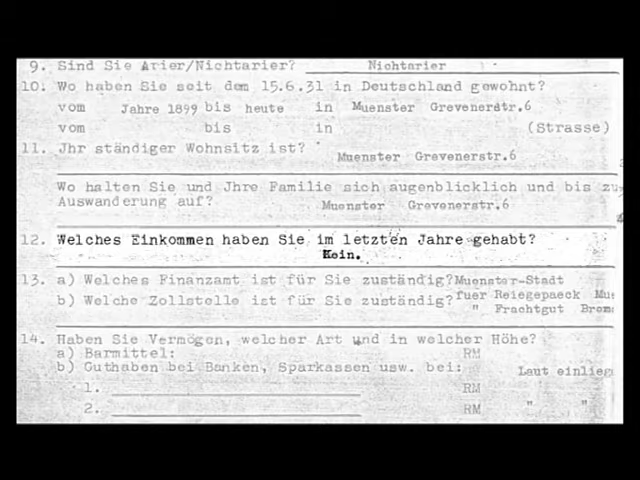 9. Sind Sie Arier/Nichtarier? Nichtarier
10. Wo haben Sie seit dem 15.6.31 in Deutschland gewohnt?
vom Jahre 1899 bis heute in Muenster Grevenerstr.6
vom bis in (Strasse)
11. Jhr ständiger Wohnsitz ist?
Muenster Grevenerstr.6
Wo halten Sie und Jhre Familie sich augenblicklich und bis zu
Auswanderung auf? Muenster Grevenerstr.6
12. Welches Einkommen haben Sie im letzten Jahre gehabt?
Kein.
13. a) Welches Finanzamt ist für Sie zuständig? Muenster-Stadt
b) Welche Zollstelle ist für Sie zuständig? fuer Reiegepaeck Mue
" Frachtgut Brem
14. Haben Sie Vermögen, welcher Art und in welcher Höhe?
a) Barmittel: RM
b) Guthaben bei Banken, Sparkassen usw. bei: Laut einlieg
1. RM
2. RM " "